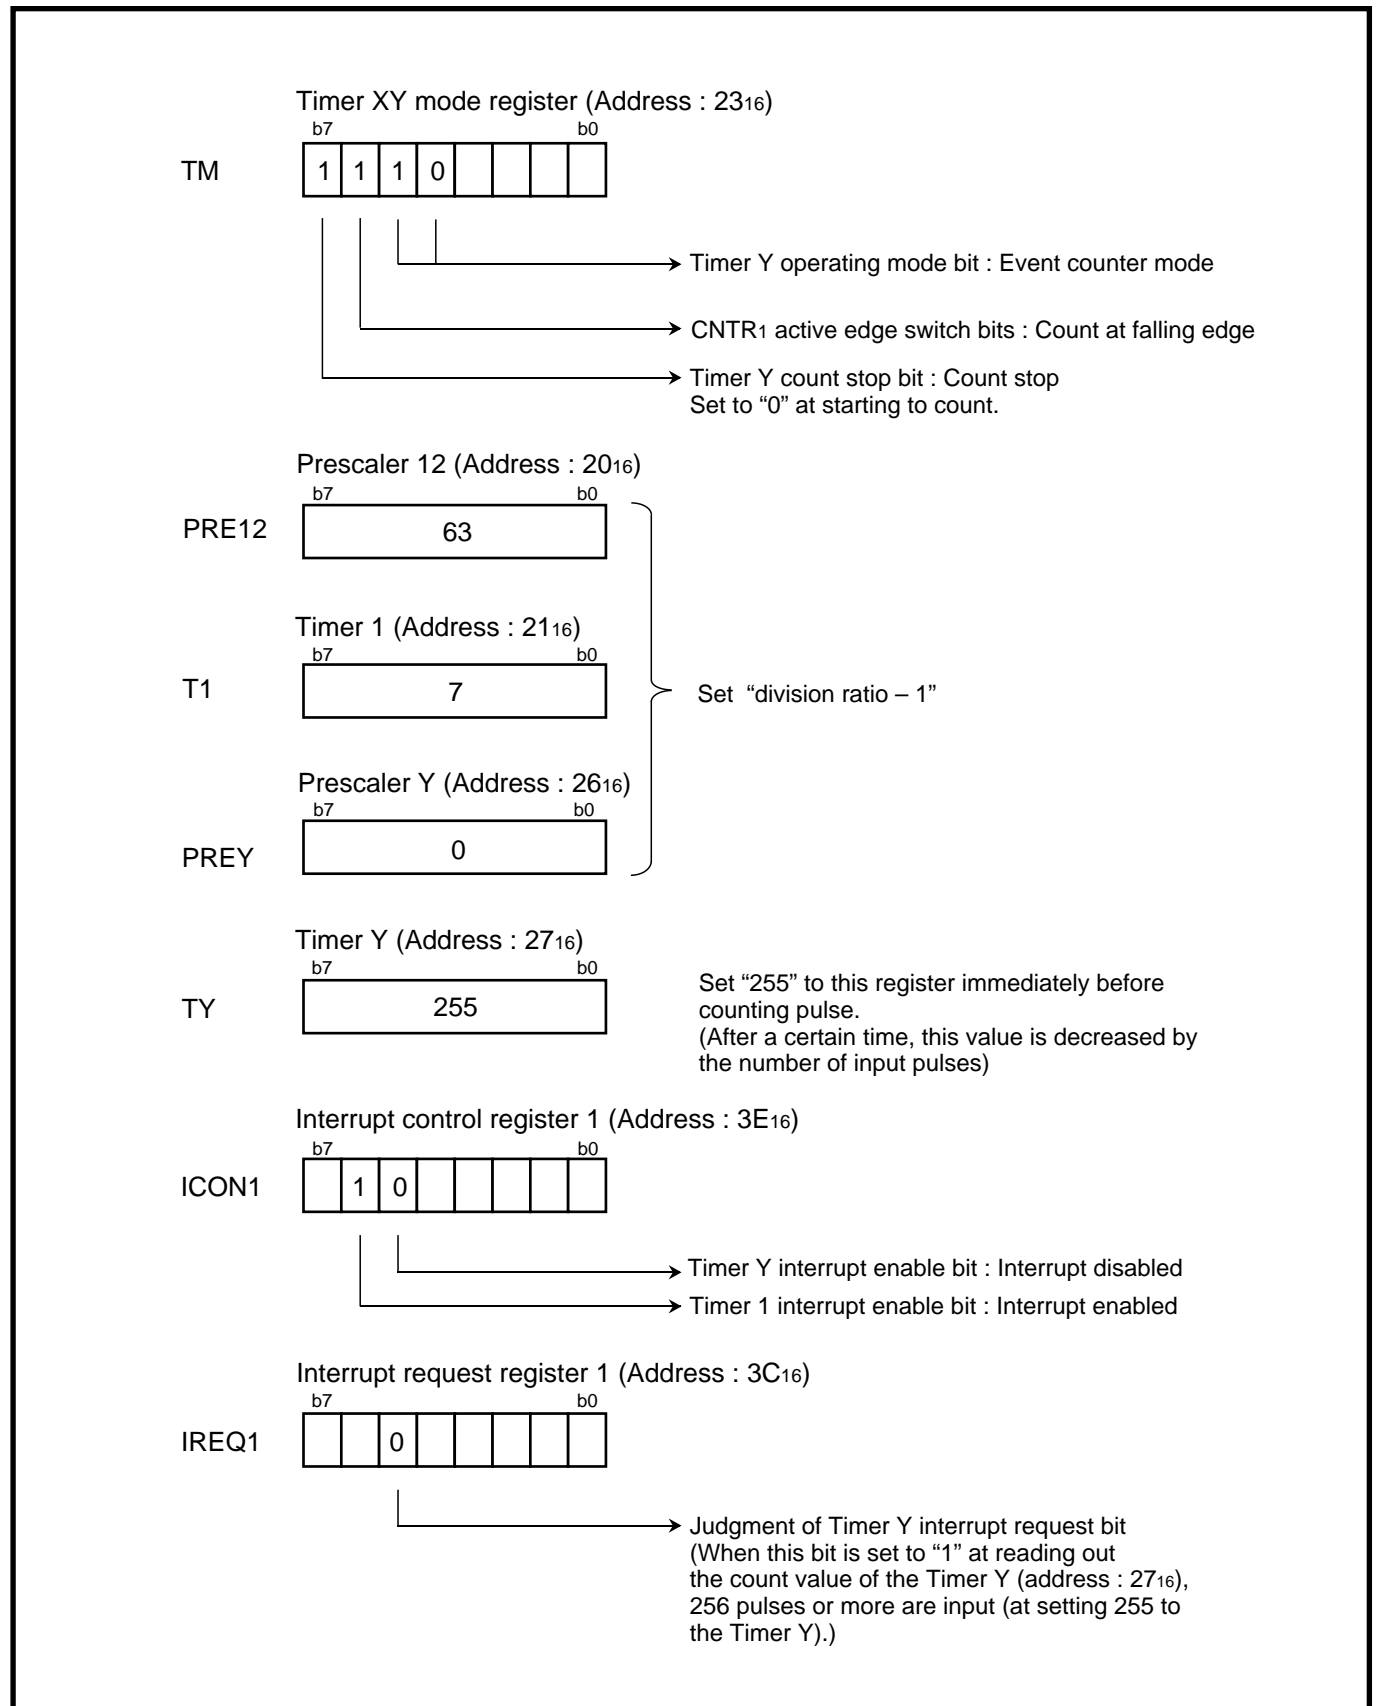 Timer XY mode register (Address : 2316)
b7 b0
TM 1 1 1 0
Timer Y operating mode bit : Event counter mode
CNTR1 active edge switch bits : Count at falling edge
Timer Y count stop bit : Count stop
Set to “0” at starting to count.
Prescaler 12 (Address : 2016)
b7 b0
PRE12 63
Timer 1 (Address : 2116)
b7 b0
T1 7
Set “division ratio – 1”
Prescaler Y (Address : 2616)
b7 b0
PREY 0
Timer Y (Address : 2716)
b7 b0
TY 255
Set “255” to this register immediately before
counting pulse.
(After a certain time, this value is decreased by
the number of input pulses)
Interrupt control register 1 (Address : 3E16)
b7 b0
ICON1 1 0
Timer Y interrupt enable bit : Interrupt disabled
Timer 1 interrupt enable bit : Interrupt enabled
Interrupt request register 1 (Address : 3C16)
b7 b0
IREQ1 0
Judgment of Timer Y interrupt request bit
(When this bit is set to “1” at reading out
the count value of the Timer Y (address : 2716),
256 pulses or more are input (at setting 255 to
the Timer Y).)